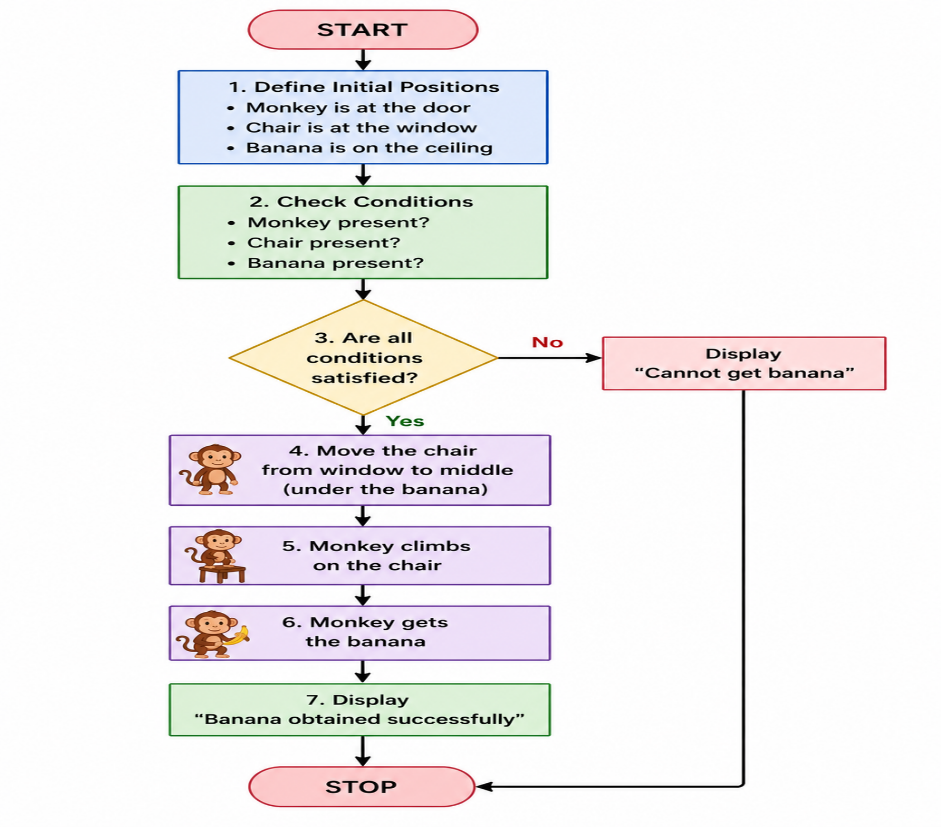 START
1. Define Initial Positions
• Monkey is at the door
• Chair is at the window
• Banana is on the ceiling
2. Check Conditions
• Monkey present?
• Chair present?
• Banana present?
3. Are all
conditions
satisfied?
No
Display
“Cannot get banana”
Yes
4. Move the chair
from window to middle
(under the banana)
5. Monkey climbs
on the chair
6. Monkey gets
the banana
7. Display
“Banana obtained successfully”
STOP